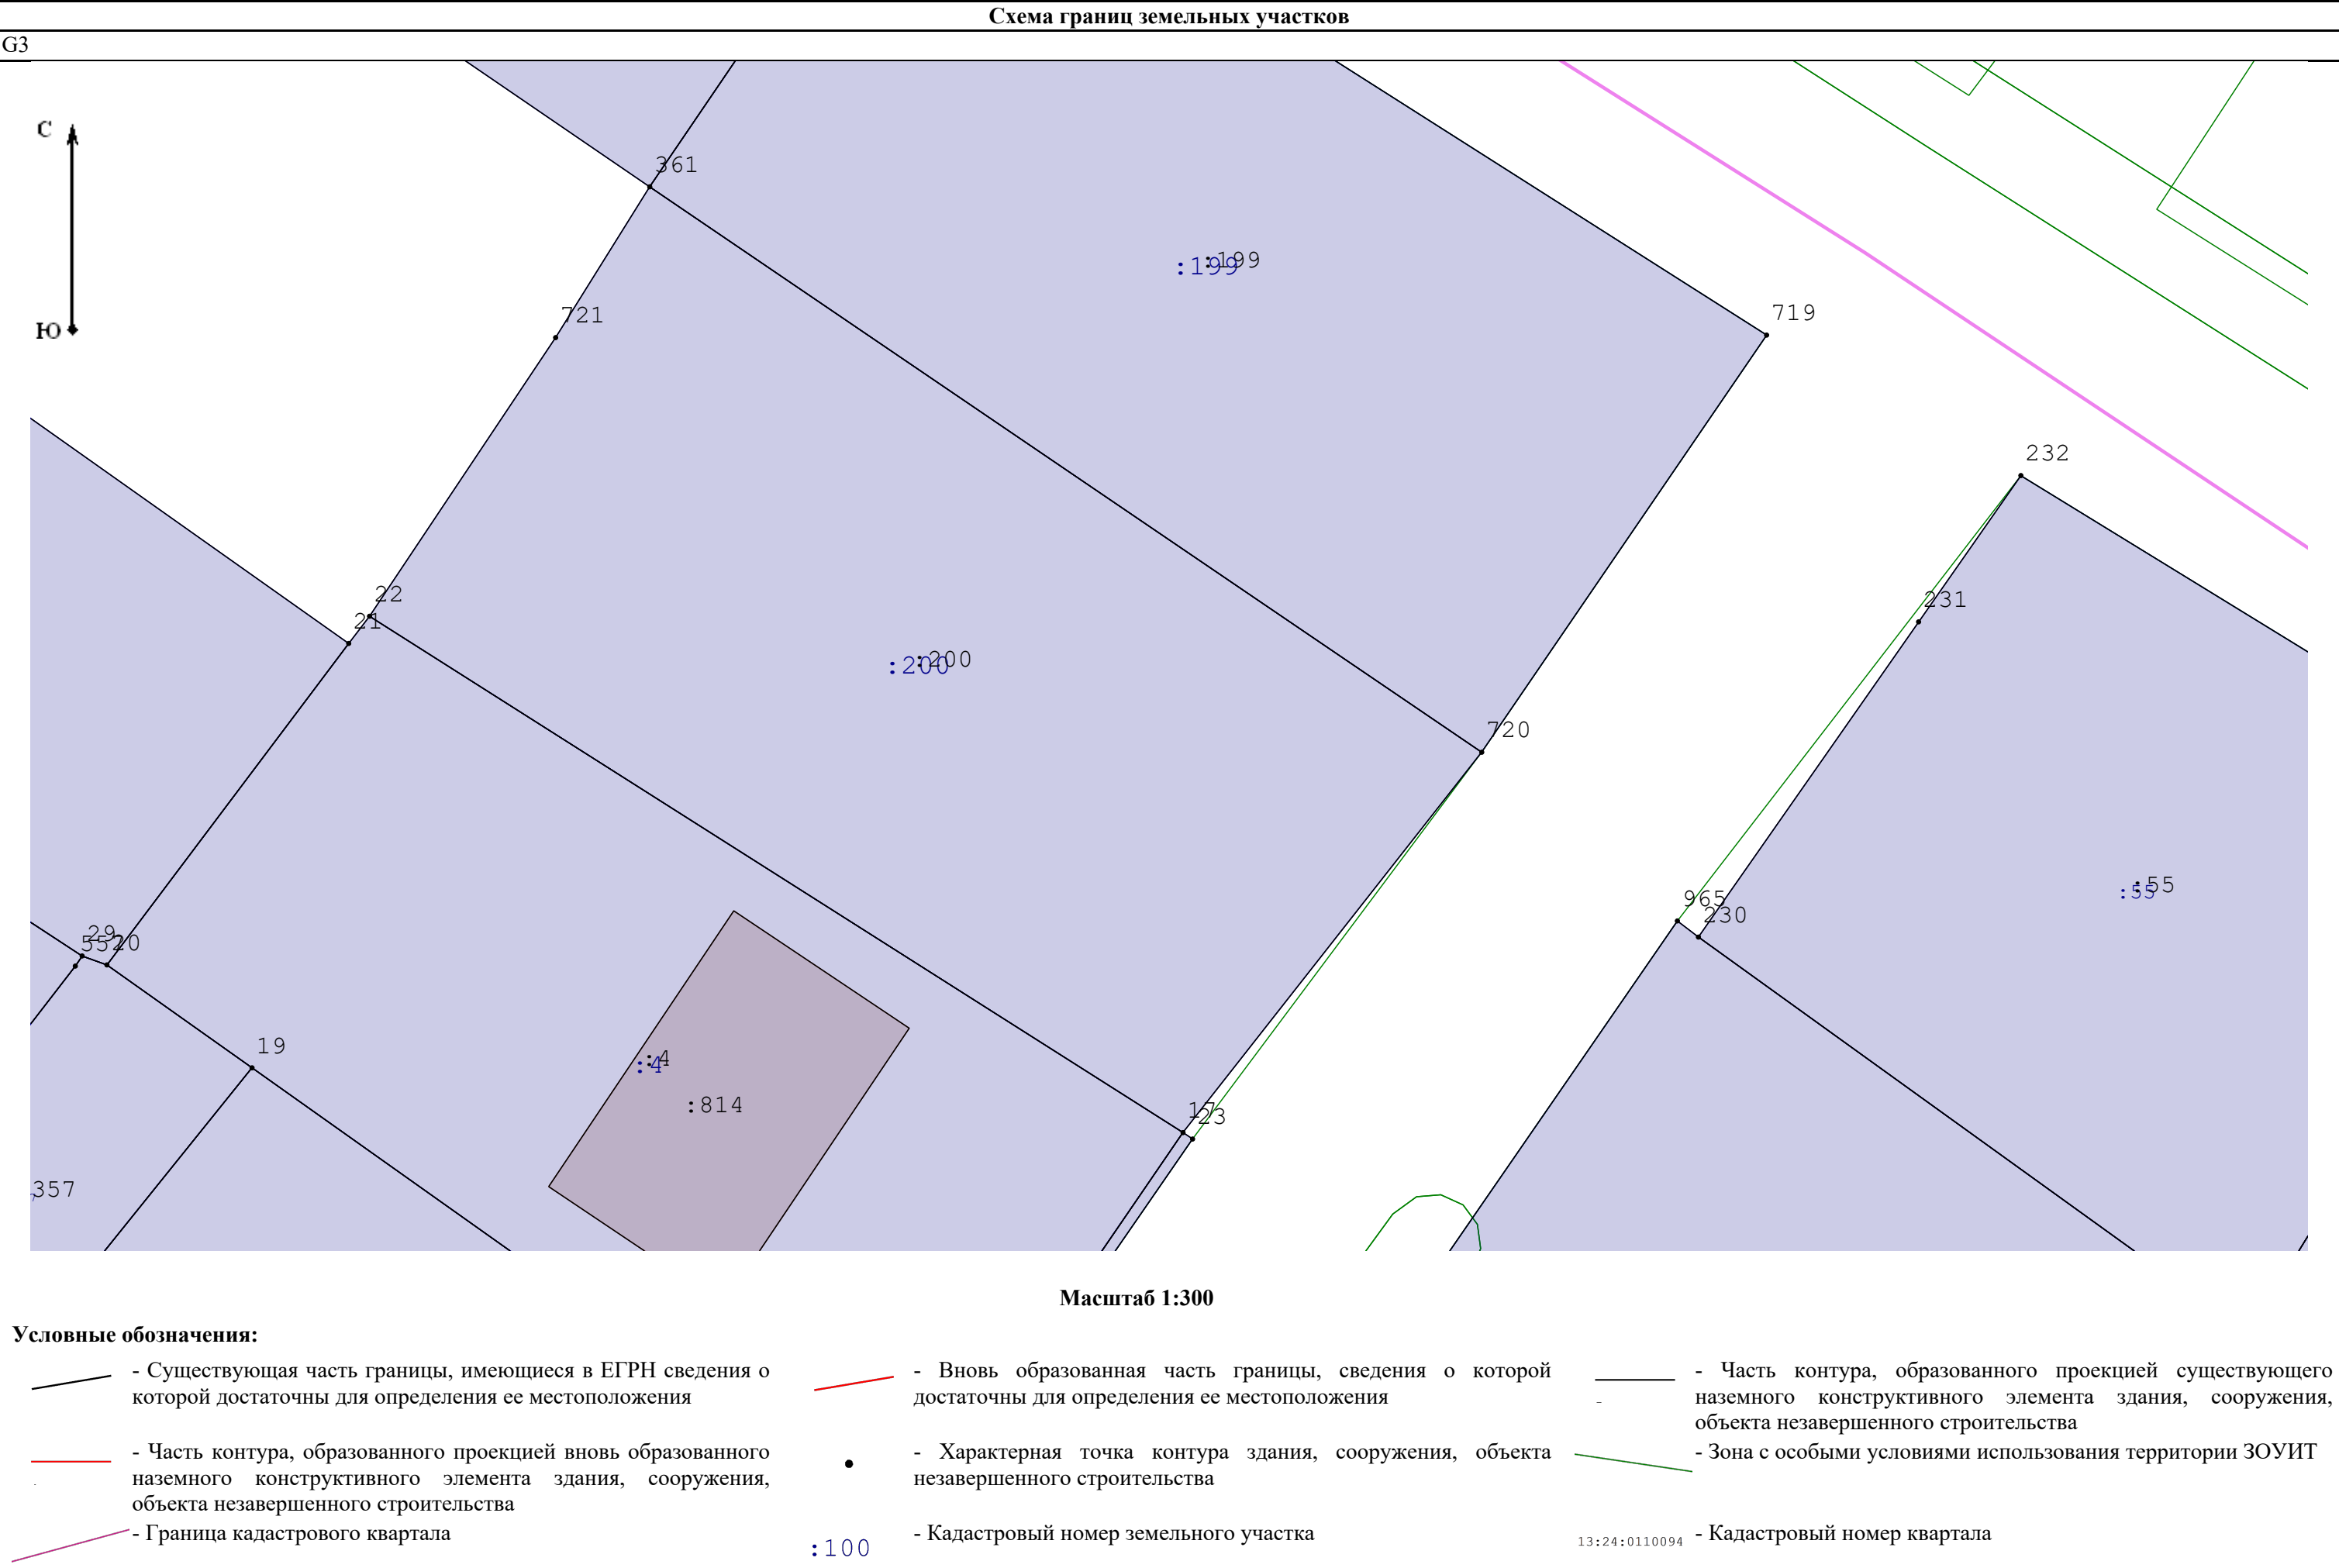 Схема границ земельных участков
G3
С
Ю
361
:199
:199
721
719
232
22
21
231
:200
:200
720
965
230
:55
:55
29
20
19
:4
:4
:814
17
23
357
Масштаб 1:300
Условные обозначения:
- Существующая часть границы, имеющиеся в ЕГРН сведения о
которой достаточны для определения ее местоположения
- Вновь образованная часть границы, сведения о которой
достаточны для определения ее местоположения
- Часть контура, образованного проекцией существующего
наземного конструктивного элемента здания, сооружения,
объекта незавершенного строительства
- Часть контура, образованного проекцией вновь образованного
наземного конструктивного элемента здания, сооружения,
объекта незавершенного строительства
- Характерная точка контура здания, сооружения, объекта
незавершенного строительства
- Зона с особыми условиями использования территории ЗОУИТ
- Граница кадастрового квартала
:100
- Кадастровый номер земельного участка
13:24:0110094
- Кадастровый номер квартала